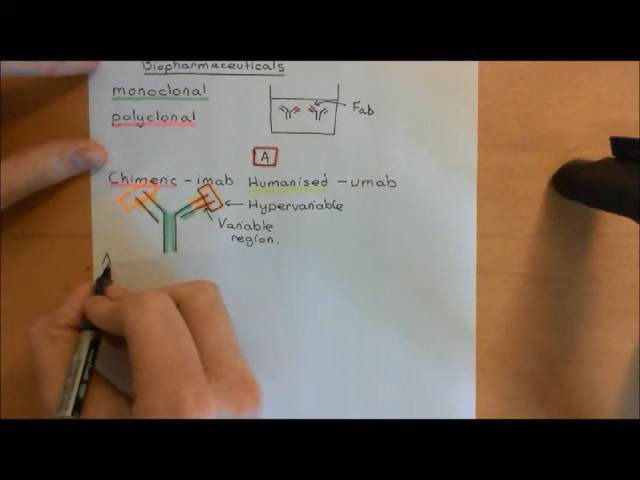 Biopharmaceuticals
monoclonal
polyclonal
Fab
A
Chimeric - imab Humanised - umab
Hypervariable
Variable
region.
A